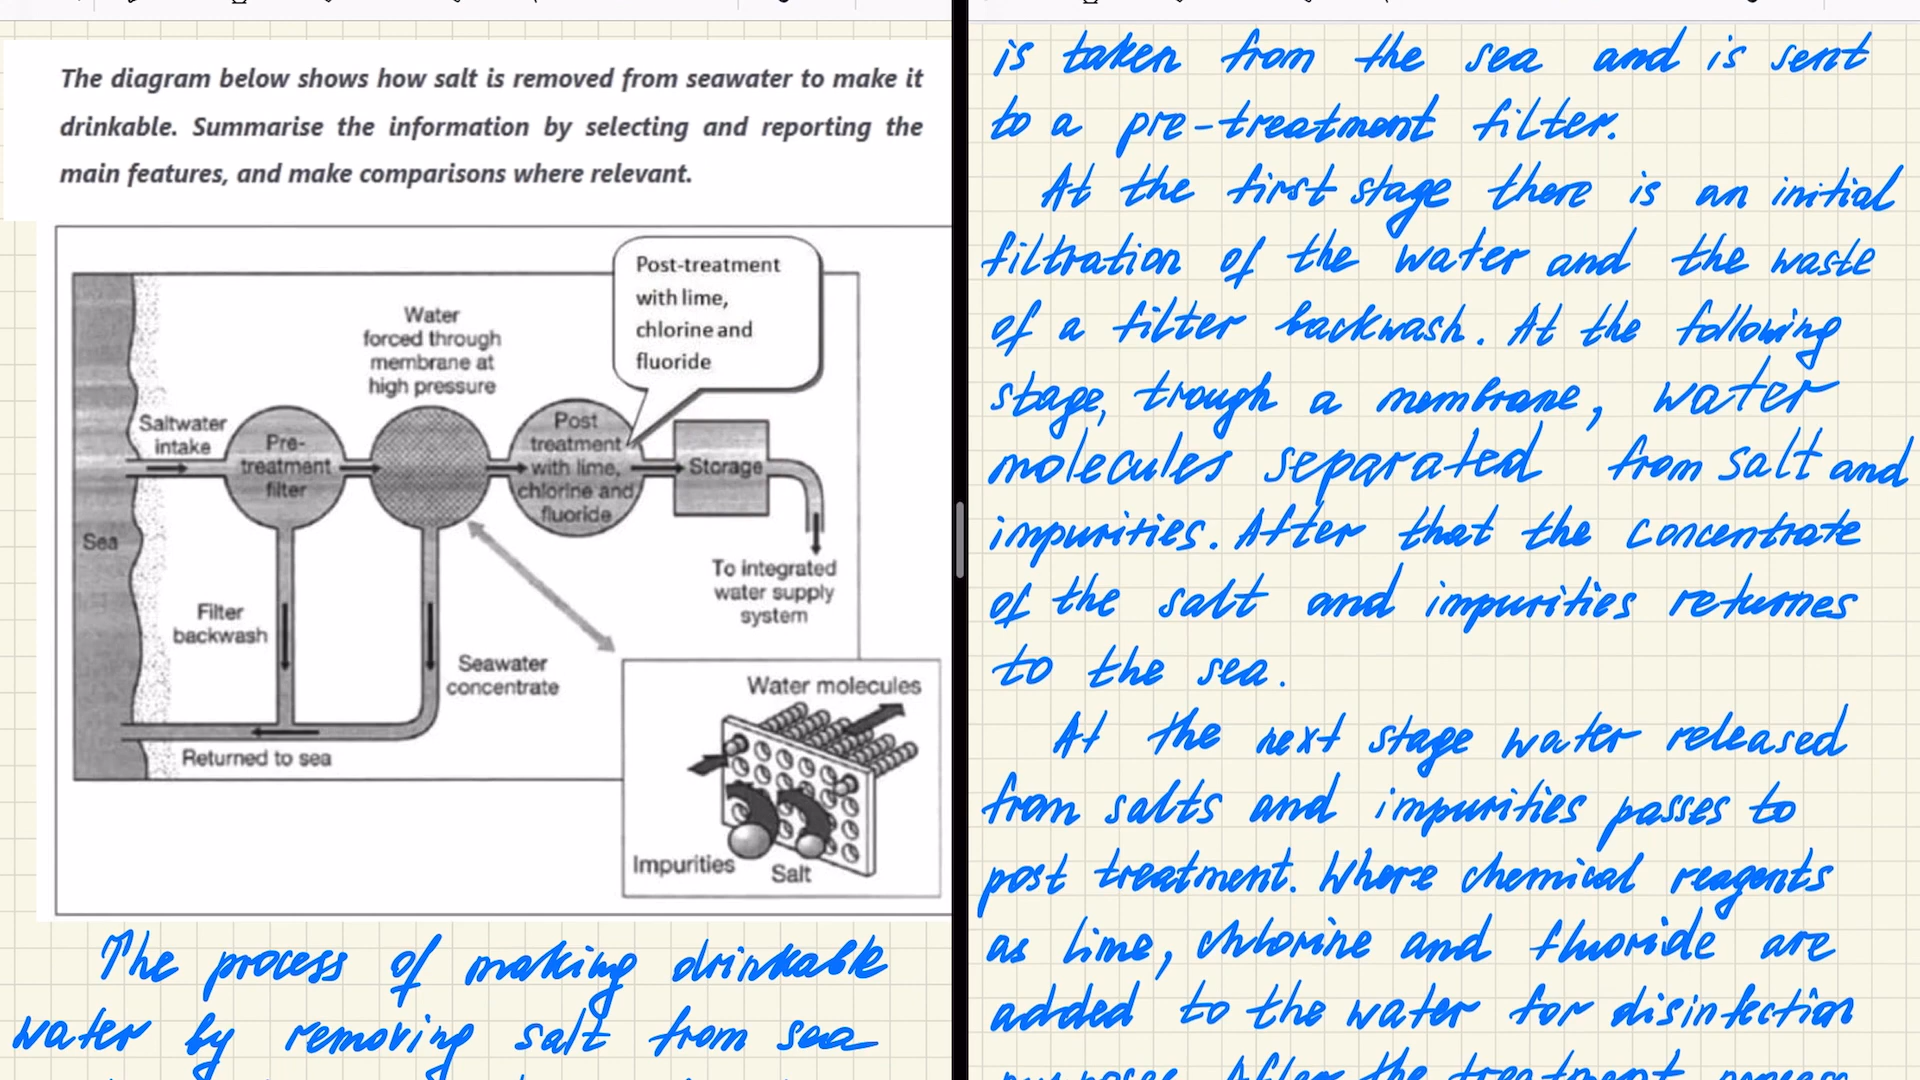 The diagram below shows how salt is removed from seawater to make it
drinkable. Summarise the information by selecting and reporting the
main features, and make comparisons where relevant.
Post-treatment
with lime,
chlorine and
fluoride
Water
forced through
membrane at
high pressure
Saltwater
intake
Pre-
treatment
filter
Post
treatment
with lime,
chlorine and
fluoride
Storage
Sea
To integrated
water supply
system
Filter
backwash
Seawater
concentrate
Returned to sea
Water molecules
Impurities
Salt
The process of making drinkable
water by removing salt from sea
is taken from the sea and is sent
to a pre-treatment filter.
At the first stage there is an initial
filtration of the water and the waste
of a filter backwash. At the following
stage, trough a membrane, water
molecules separated from salt and
impurities. After that the concentrate
of the salt and impurities returnes
to the sea.
At the next stage water released
from salts and impurities passes to
post treatment. Where chemical reagents
as lime, chlorine and fluoride are
added to the water for disinfection
After the treatment